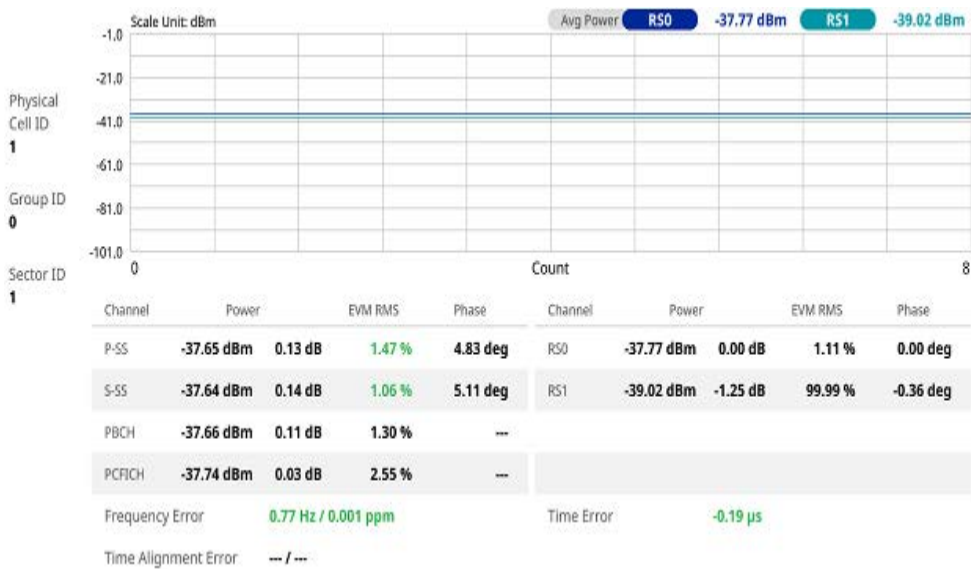 Scale Unit: dBm
Avg Power RS0 -37.77 dBm RS1 -39.02 dBm
-1.0
-21.0
-41.0
-61.0
-81.0
-101.0
Physical
Cell ID
1
Group ID
0
Sector ID
1
0 Count 8
Channel Power EVM RMS Phase Channel Power EVM RMS Phase
P-SS -37.65 dBm 0.13 dB 1.47 % 4.83 deg RS0 -37.77 dBm 0.00 dB 1.11 % 0.00 deg
S-SS -37.64 dBm 0.14 dB 1.06 % 5.11 deg RS1 -39.02 dBm -1.25 dB 99.99 % -0.36 deg
PBCH -37.66 dBm 0.11 dB 1.30 % ---
PCFICH -37.74 dBm 0.03 dB 2.55 % ---
Frequency Error 0.77 Hz / 0.001 ppm Time Error -0.19 µs
Time Alignment Error --- / ---